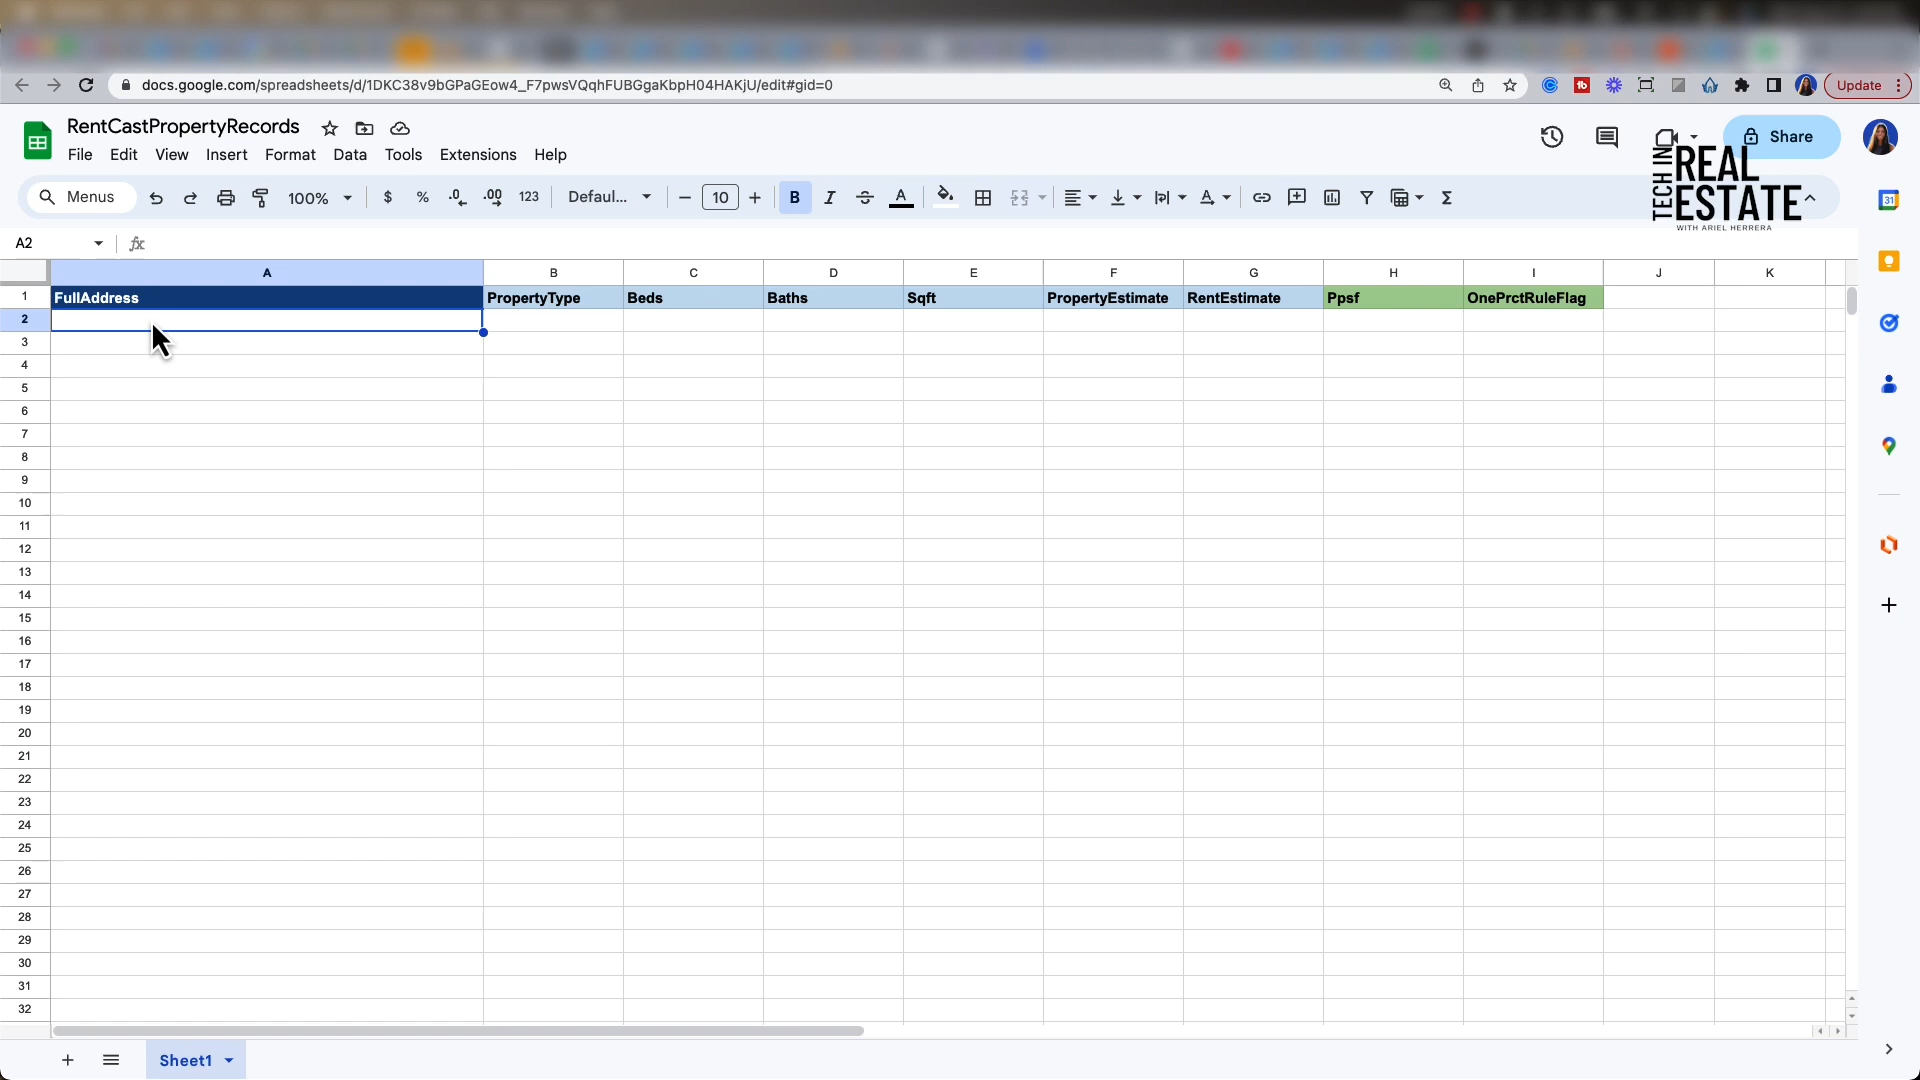 docs.google.com/spreadsheets/d/1DKC38v9bGPaGEow4_F7pwsVQqhFUBGgaKbpH04HAKjU/edit#gid=0
Update
RentCastPropertyRecords
File Edit View Insert Format Data Tools Extensions Help
Share
TECH IN REAL ESTATE
WITH ARIEL HERRERA
Menus 100% $ % .0 .00 123 Defaul... 10 B I A Σ
31
A2 fx
A B C D E F G H I J K
1 FullAddress PropertyType Beds Baths Sqft PropertyEstimate RentEstimate Ppsf OnePrctRuleFlag
2
3
4
5
6
7
8
9
10
11
12
13
14
15
16
17
18
19
20
21
22
23
24
25
26
27
28
29
30
31
32
Sheet1